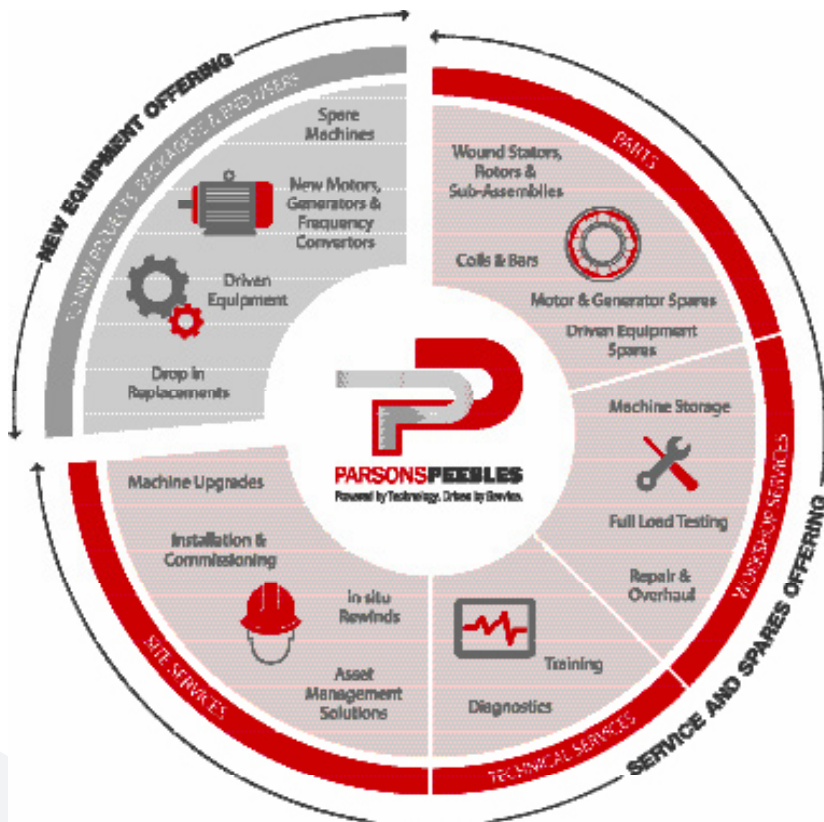 NEW EQUIPMENT OFFERING
TO NEW PROJECTS, PACKAGES & END USERS
Spare
Machines
New Motors,
Generators &
Frequency
Convertors
Driven
Equipment
Drop In
Replacements
PARTS
Wound Stators,
Rotors &
Sub-Assemblies
Coils & Bars
Motor & Generator Spares
Driven Equipment
Spares
WORKSHOP SERVICES
Machine Storage
Full Load Testing
Repair &
Overhaul
SERVICE AND SPARES OFFERING
TECHNICAL SERVICES
Training
Diagnostics
SITE SERVICES
Machine Upgrades
Installation &
Commissioning
In situ
Rewinds
Asset
Management
Solutions
PARSONSPEEBLES
Powered by Technology. Driven by Service.